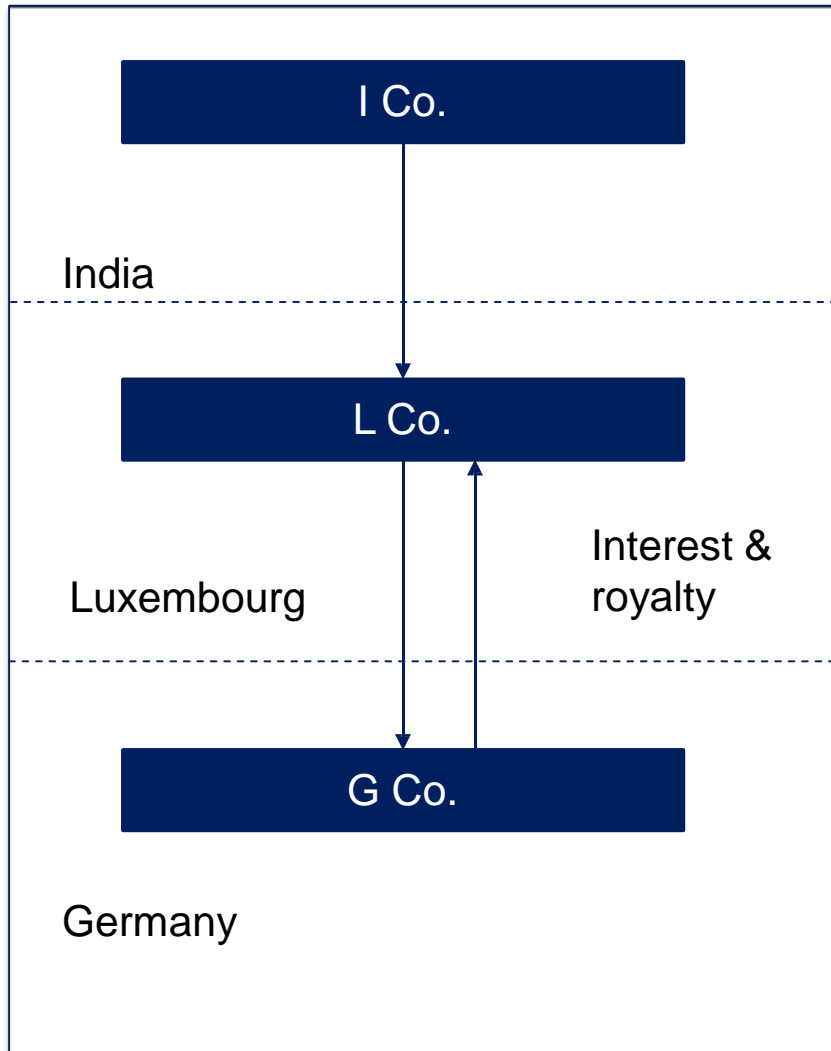 I Co.
India
L Co.
Interest &
royalty
Luxembourg
G Co.
Germany